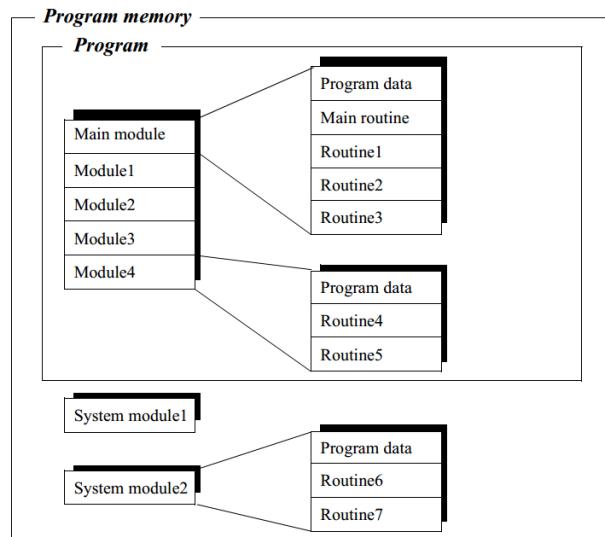 Program memory
Program
Main module
Module1
Module2
Module3
Module4
Program data
Main routine
Routine1
Routine2
Routine3
Program data
Routine4
Routine5
System module1
System module2
Program data
Routine6
Routine7